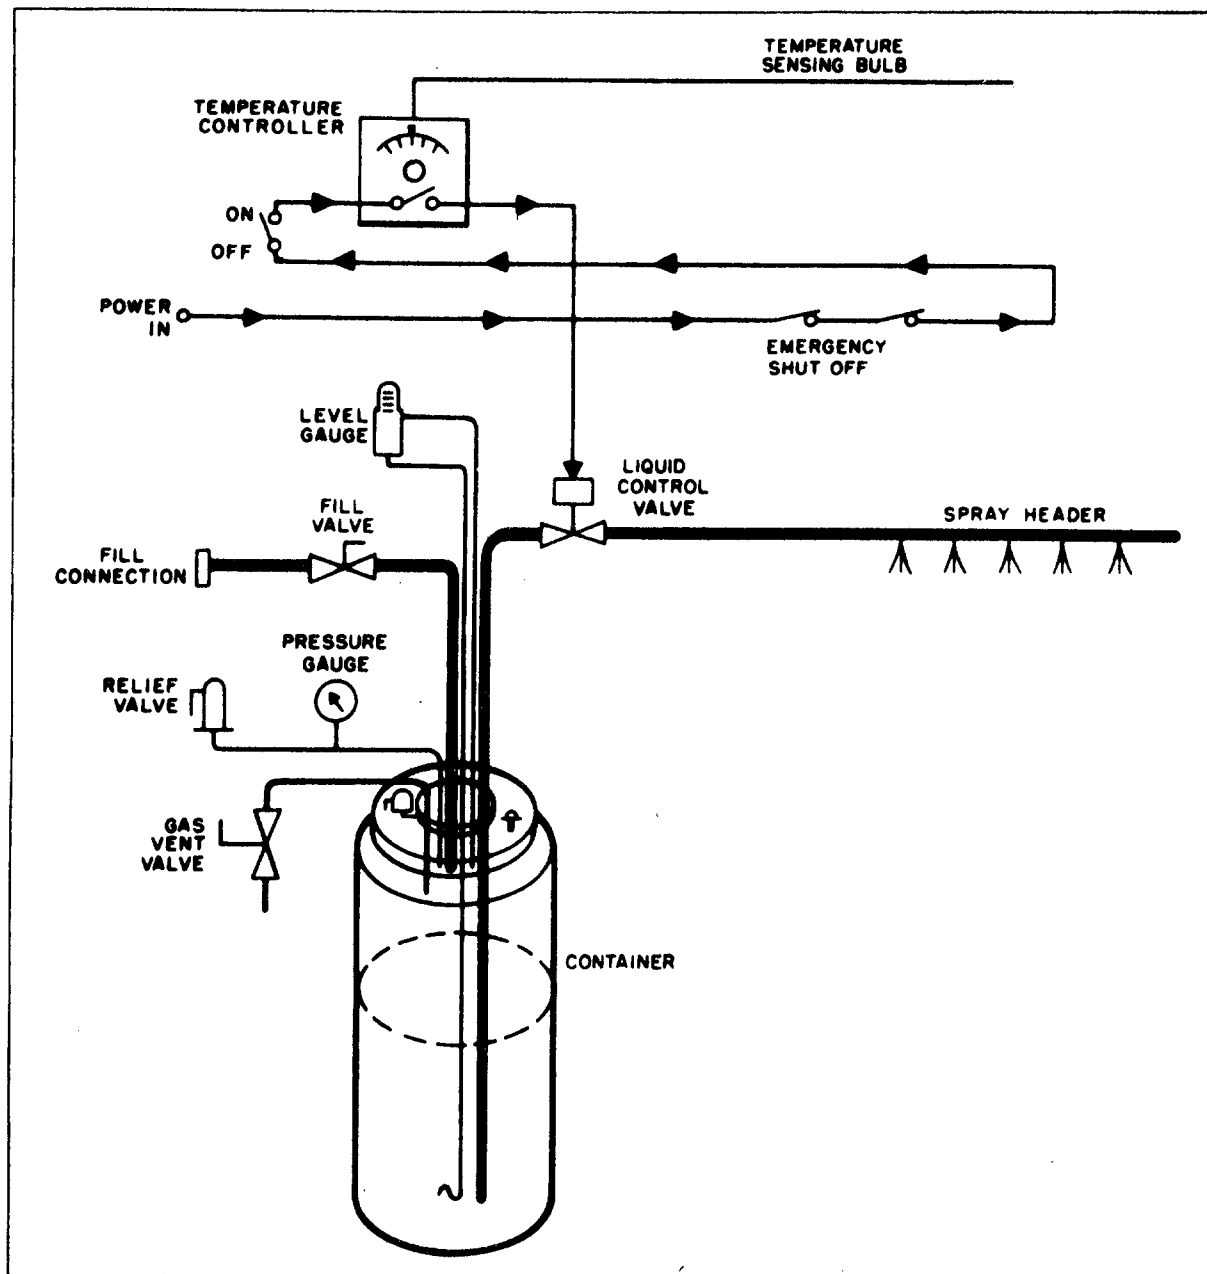 TEMPERATURE
SENSING BULB
TEMPERATURE
CONTROLLER
ON
OFF
POWER
IN
EMERGENCY
SHUT OFF
LEVEL
GAUGE
LIQUID
CONTROL
VALVE
FILL
VALVE
SPRAY HEADER
FILL
CONNECTION
PRESSURE
GAUGE
RELIEF
VALVE
GAS
VENT
VALVE
CONTAINER